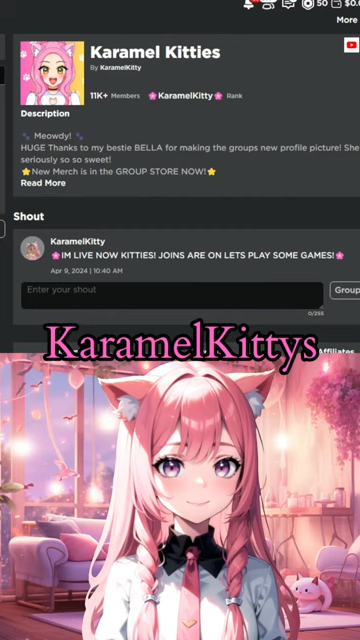 50
$0.
More
Karamel Kitties
By KaramelKitty
11K+ Members 🌸KaramelKitty🌸 Rank
Description
🐾 Meowdy! 🐾
HUGE Thanks to my bestie BELLA for making the groups new profile picture! She
seriously so so sweet!
⭐New Merch is in the GROUP STORE NOW!⭐
Read More
Shout
KaramelKitty
🌸IM LIVE NOW KITTIES! JOINS ARE ON LETS PLAY SOME GAMES!🌸
Apr 9, 2024 | 10:40 AM
Enter your shout
Group
0/255
KaramelKittys
Affiliates